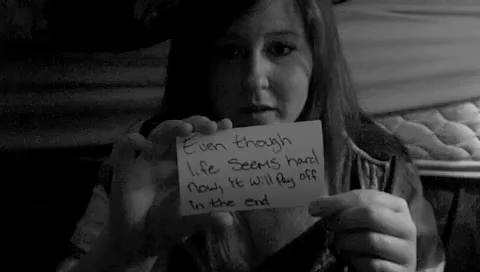 Even though
life seems hard
now, it will pay off
in the end